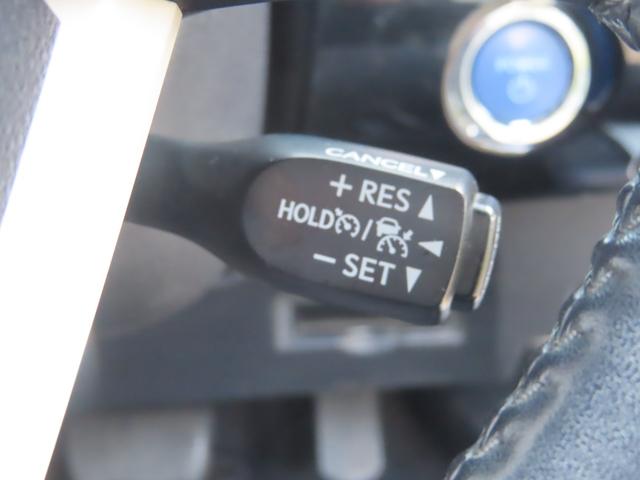 CANCEL▼
+ RES ▲
HOLD / ◀
− SET ▼